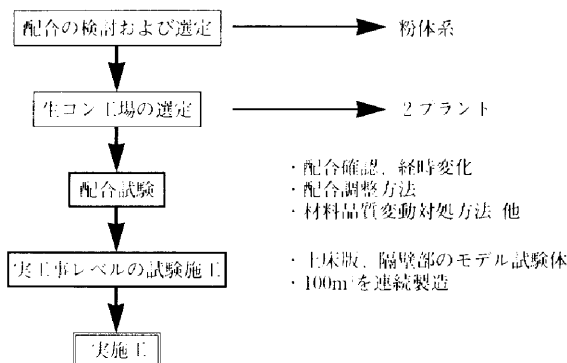 配合の検討および選定
粉体系
生コン工場の選定
2プラント
配合試験
・配合確認、経時変化
・配合調整方法
・材料品質変動対処方法 他
実工事レベルの試験施工
・上床版、隔壁部のモデル試験体
・100m³を連続製造
実施工